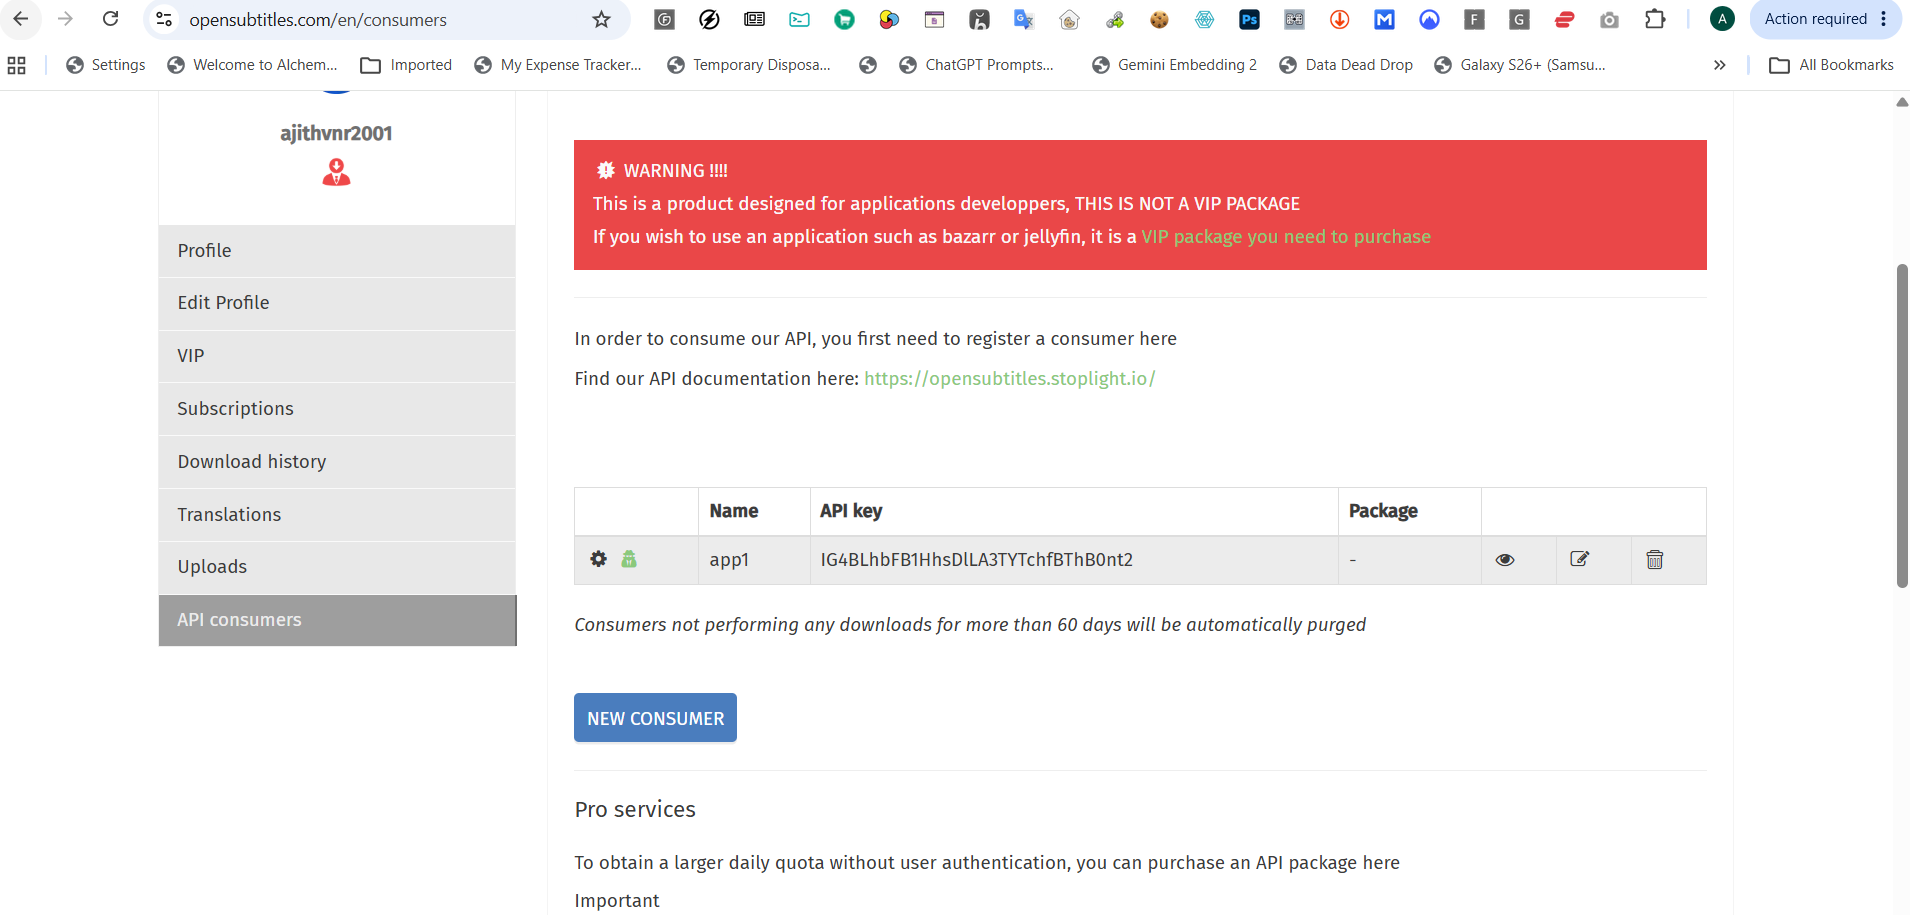 opensubtitles.com/en/consumers
A
Action required
Settings
Welcome to Alchem...
Imported
My Expense Tracker...
Temporary Disposa...
ChatGPT Prompts...
Gemini Embedding 2
Data Dead Drop
Galaxy S26+ (Samsu...
»
All Bookmarks
ajithvnr2001
Profile
Edit Profile
VIP
Subscriptions
Download history
Translations
Uploads
API consumers
WARNING !!!!
This is a product designed for applications developpers, THIS IS NOT A VIP PACKAGE
If you wish to use an application such as bazarr or jellyfin, it is a VIP package you need to purchase
In order to consume our API, you first need to register a consumer here
Find our API documentation here: https://opensubtitles.stoplight.io/
Name API key Package
app1 IG4BLhbFB1HhsDlLA3TYTchfBThB0nt2 -
Consumers not performing any downloads for more than 60 days will be automatically purged
NEW CONSUMER
Pro services
To obtain a larger daily quota without user authentication, you can purchase an API package here
Important